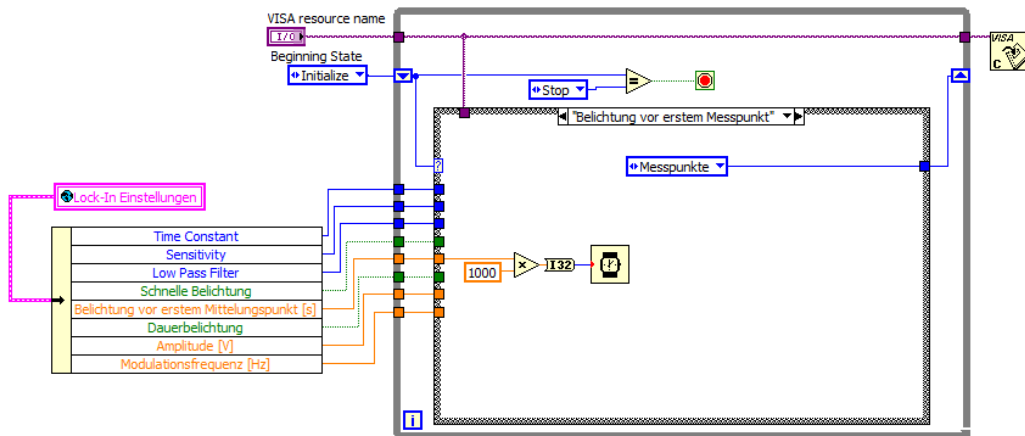 VISA resource name
I/O
Beginning State
Initialize
Stop
=
VISA
C
"Belichtung vor erstem Messpunkt"
?
Messpunkte
Lock-In Einstellungen
Time Constant
Sensitivity
Low Pass Filter
Schnelle Belichtung
Belichtung vor erstem Mittelungspunkt [s]
Dauerbelichtung
Amplitude [V]
Modulationsfrequenz [Hz]
1000
x
I32
i